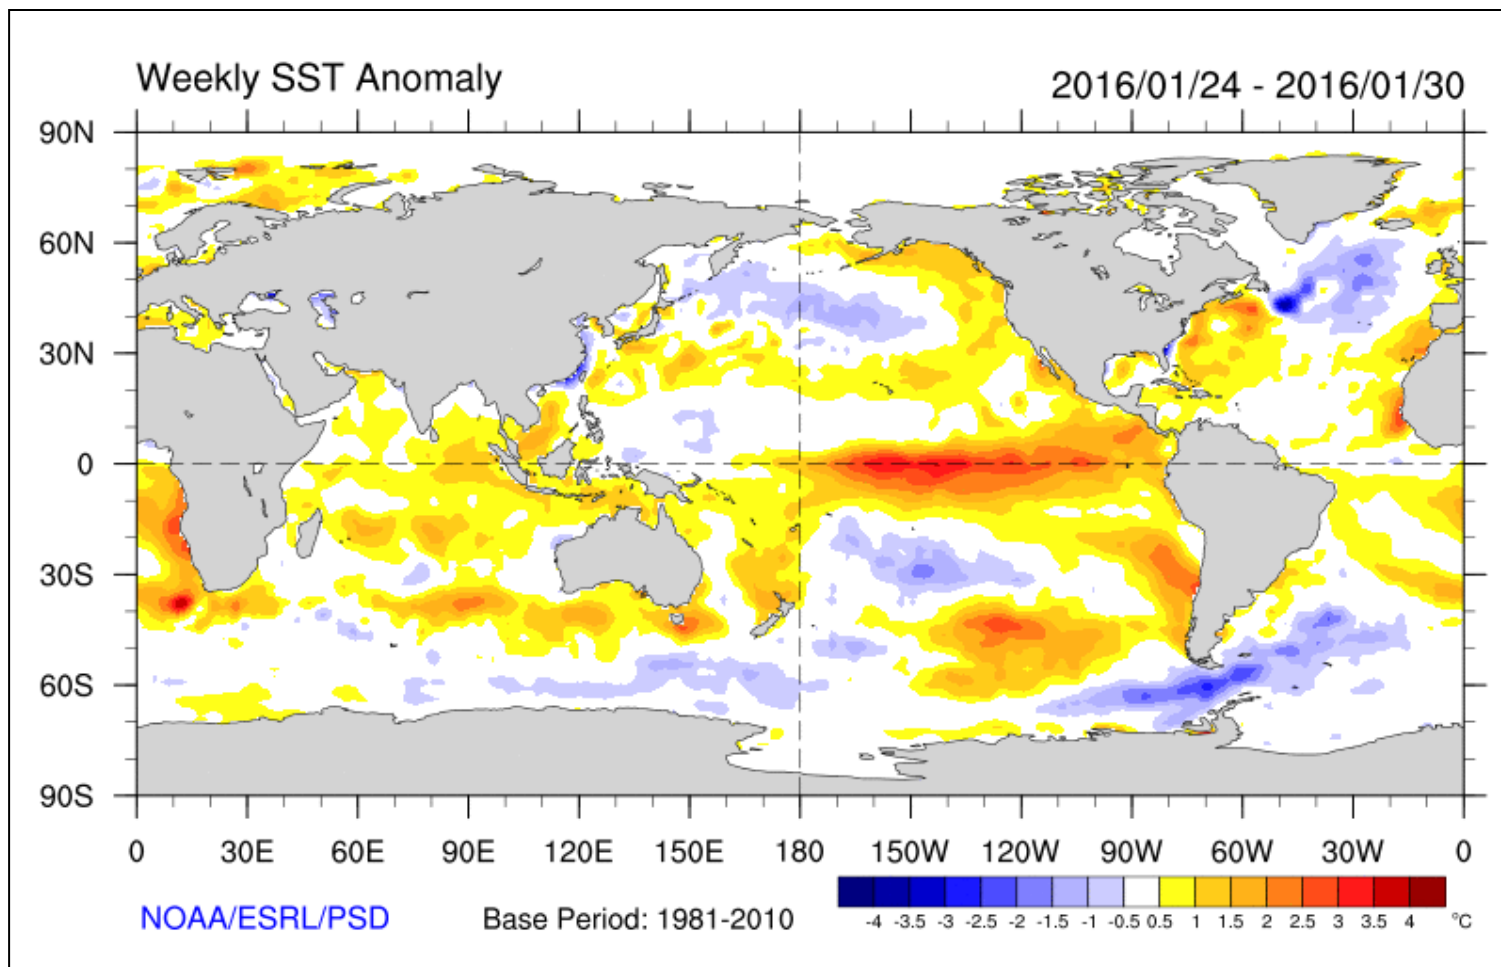 Weekly SST Anomaly
2016/01/24 - 2016/01/30
90N
60N
30N
0
30S
60S
90S
0 30E 60E 90E 120E 150E 180 150W 120W 90W 60W 30W 0
-4 -3.5 -3 -2.5 -2 -1.5 -1 -0.5 0.5 1 1.5 2 2.5 3 3.5 4 °C
NOAA/ESRL/PSD
Base Period: 1981-2010